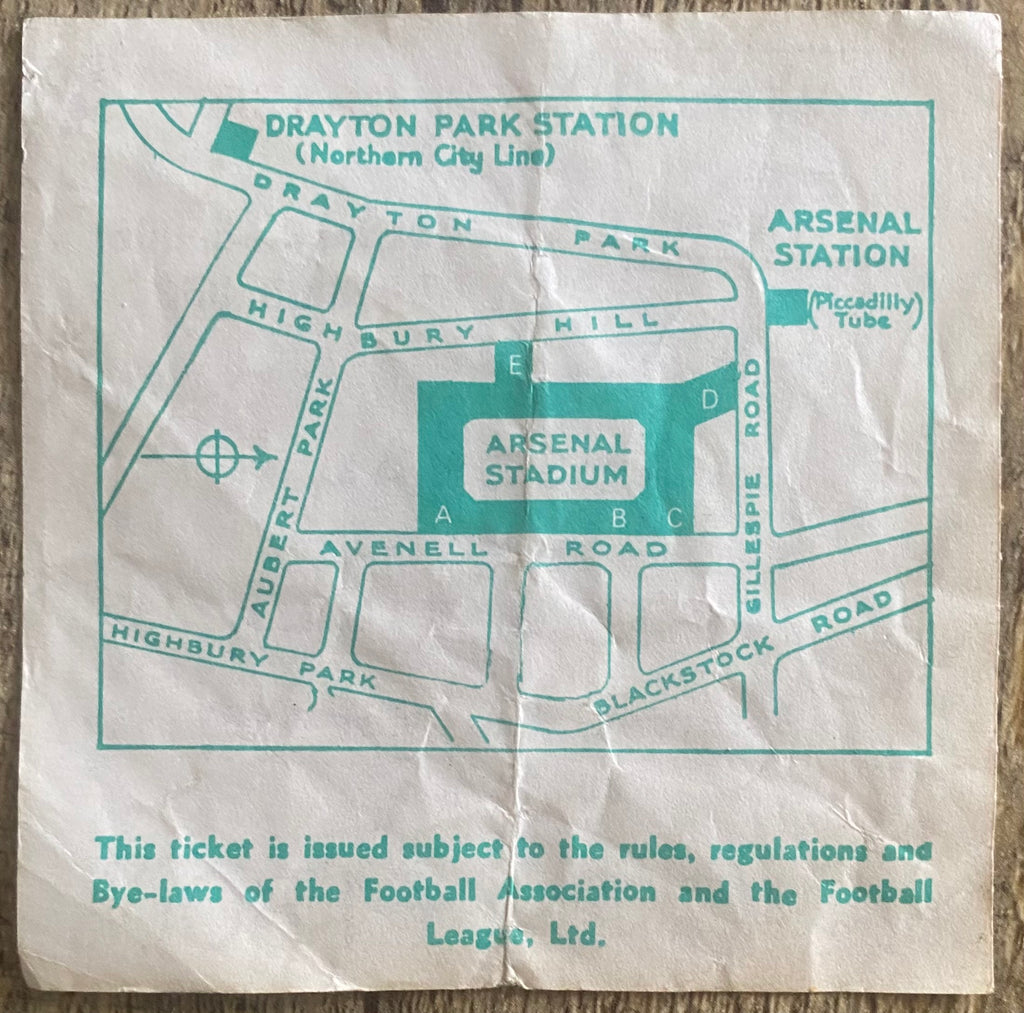 DRAYTON PARK STATION
(Northern City Line)
DRAYTON PARK
ARSENAL
STATION
(Piccadilly
Tube)
HIGHBURY HILL
E
D
ARSENAL
STADIUM
A B C
AUBERT PARK
GILLESPIE ROAD
AVENELL ROAD
HIGHBURY PARK
BLACKSTOCK ROAD
This ticket is issued subject to the rules, regulations and
Bye-laws of the Football Association and the Football
League, Ltd.